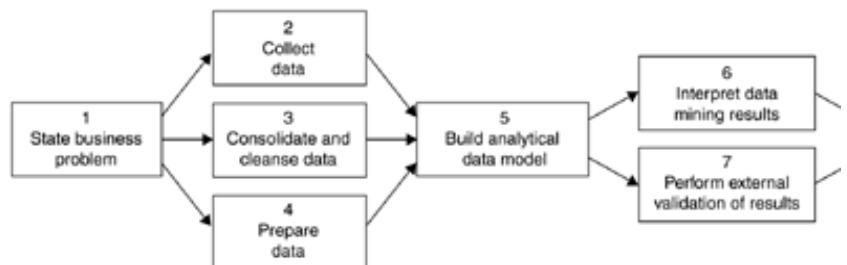 1
State business
problem
2
Collect
data
3
Consolidate and
cleanse data
4
Prepare
data
5
Build analytical
data model
6
Interpret data
mining results
7
Perform external
validation of results